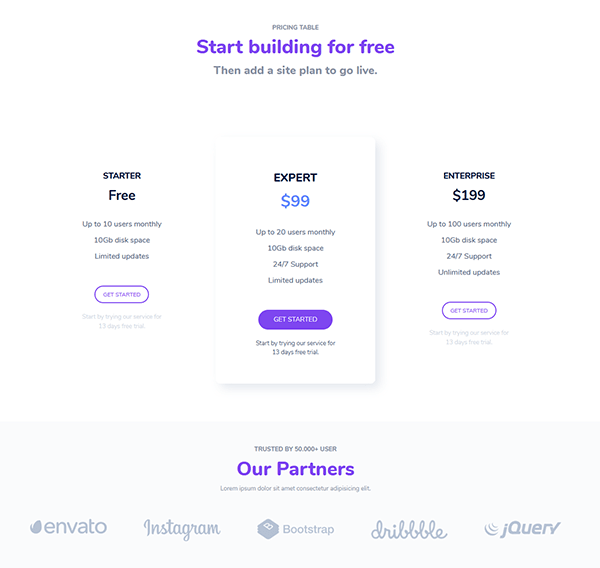 PRICING TABLE
Start building for free
Then add a site plan to go live.
STARTER
Free
Up to 10 users monthly
10Gb disk space
Limited updates
GET STARTED
Start by trying our service for
13 days free trial.
EXPERT
$99
Up to 20 users monthly
10Gb disk space
24/7 Support
Limited updates
GET STARTED
Start by trying our service for
13 days free trial.
ENTERPRISE
$199
Up to 100 users monthly
10Gb disk space
24/7 Support
Unlimited updates
GET STARTED
Start by trying our service for
13 days free trial.
TRUSTED BY 50.000+ USER
Our Partners
Lorem ipsum dolor sit amet consectetur adipisicing elit.
envato
Instagram
B Bootstrap
dribbble
jQuery